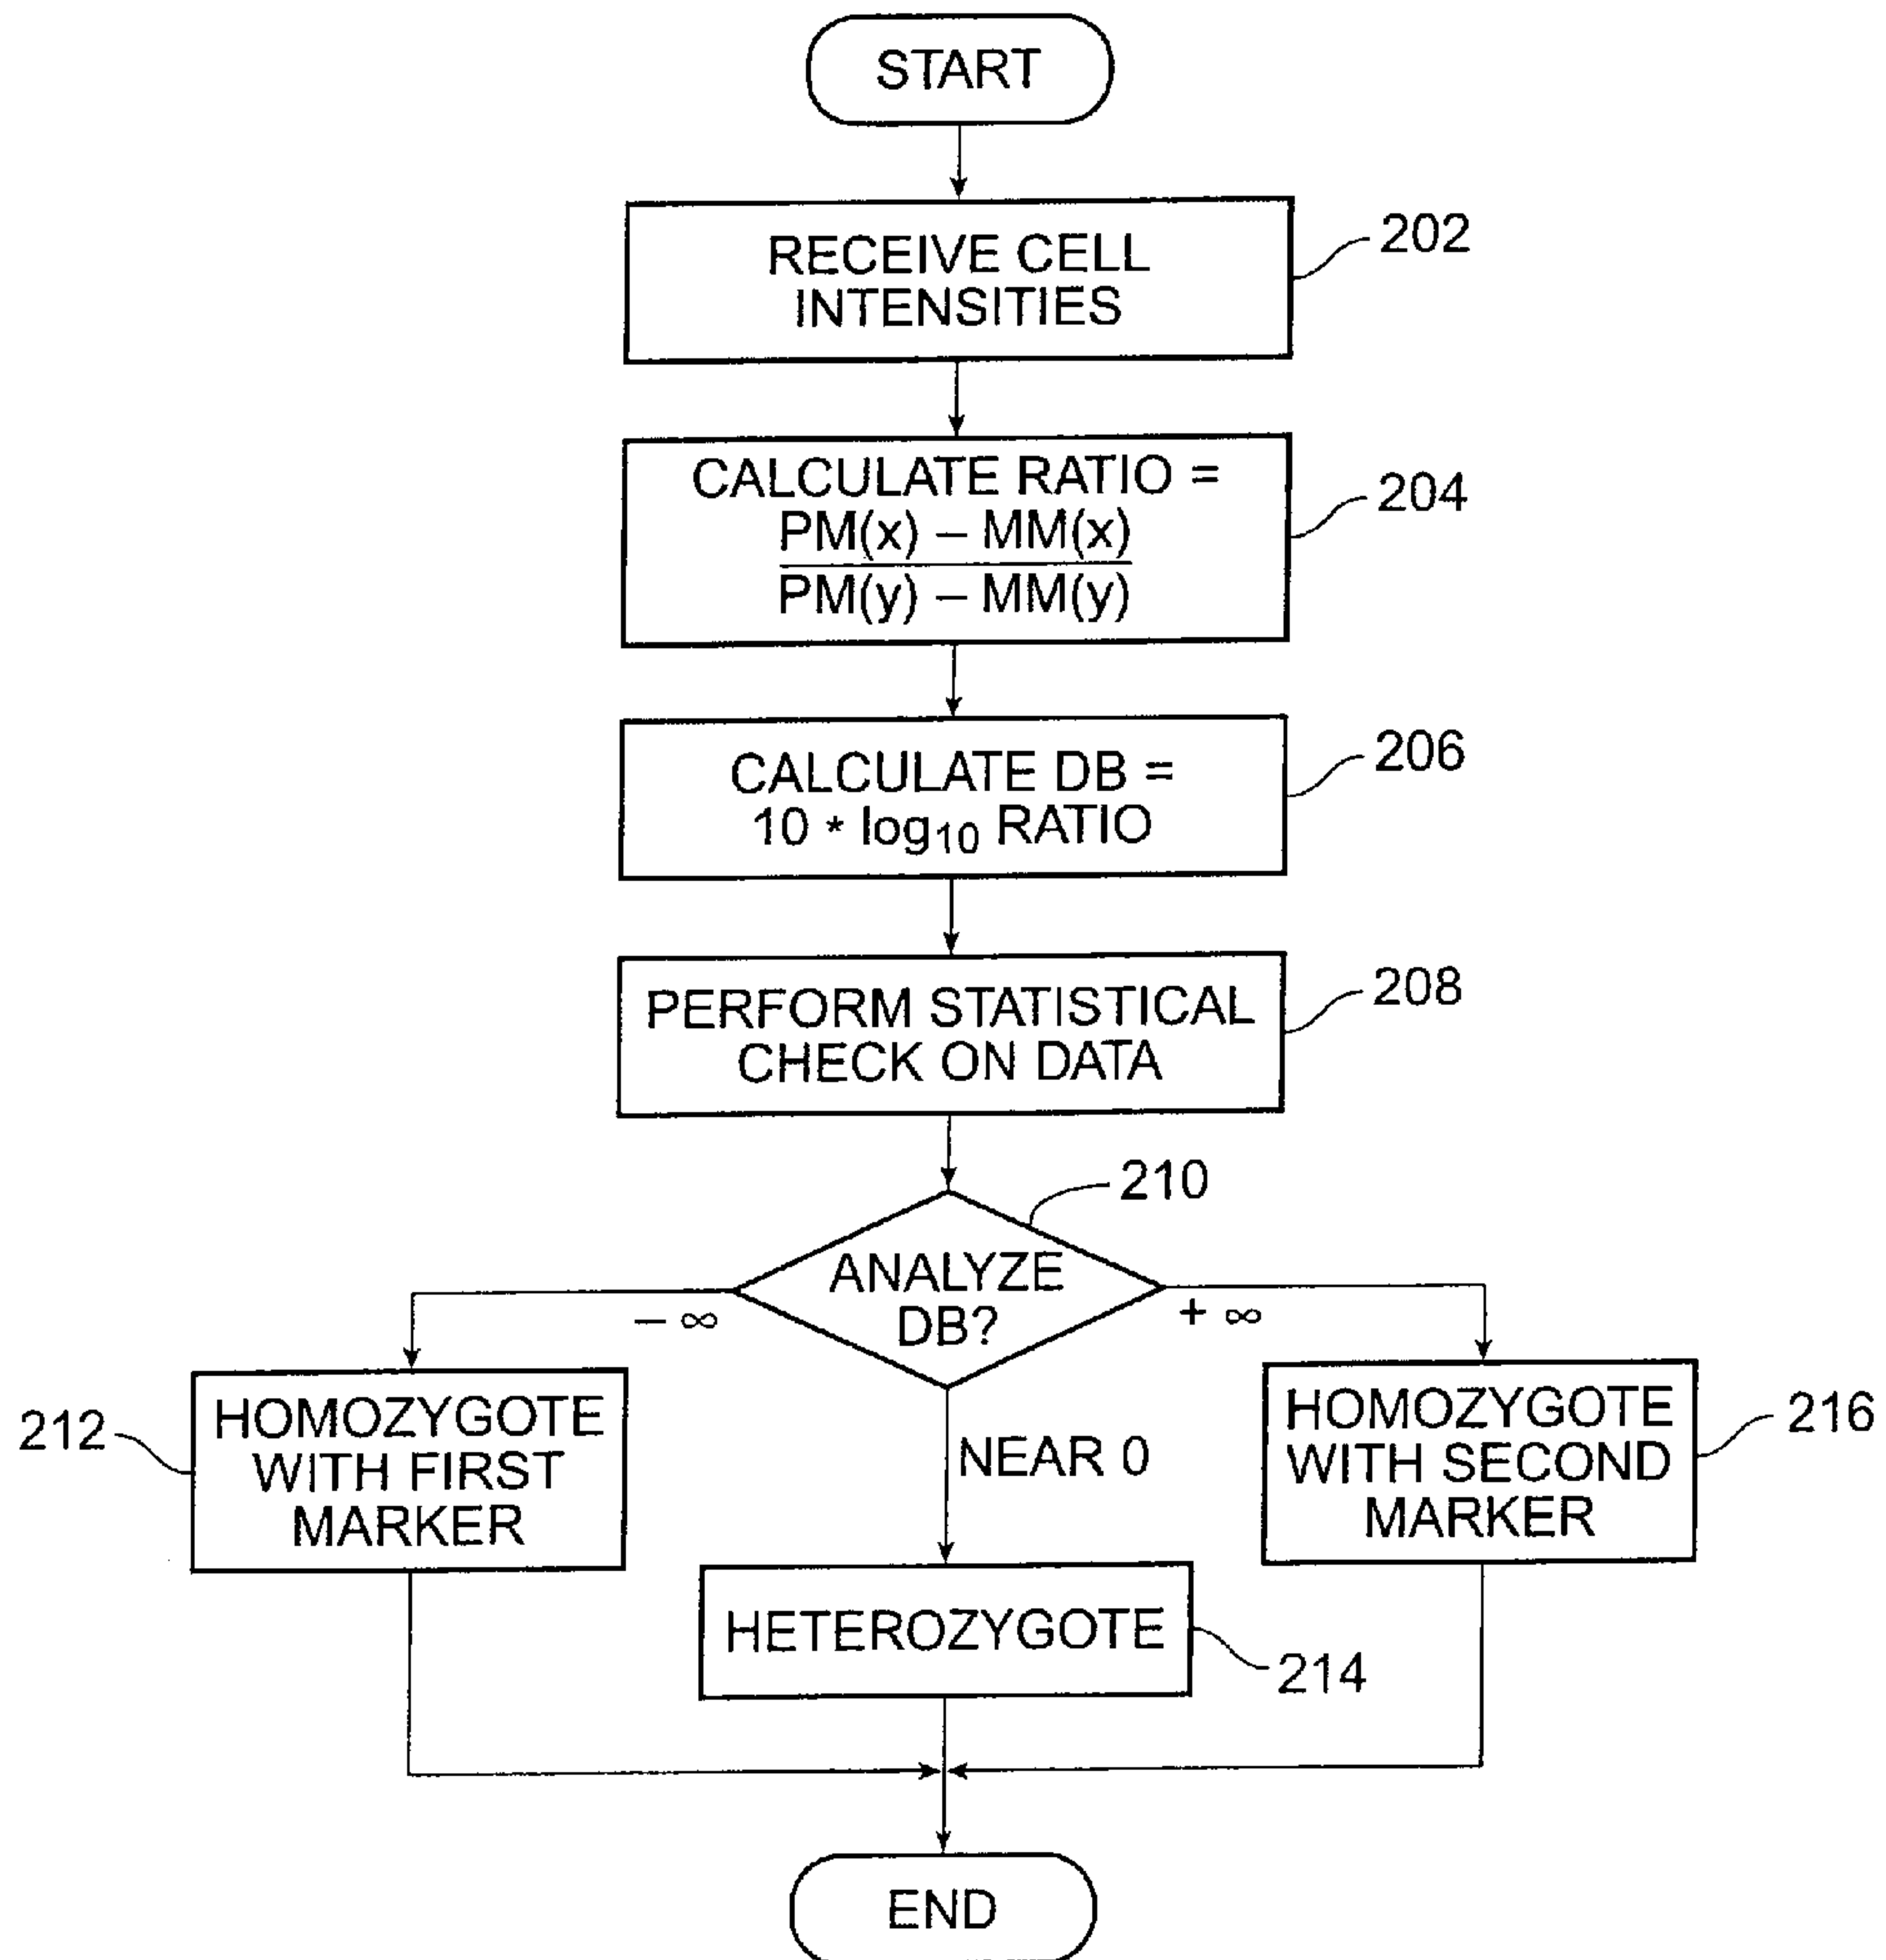 START
RECEIVE CELL
INTENSITIES
202
CALCULATE RATIO =
PM(x) – MM(x)
PM(y) – MM(y)
204
CALCULATE DB =
10 * log10 RATIO
206
PERFORM STATISTICAL
CHECK ON DATA
208
210
ANALYZE
DB?
– ∞
+ ∞
NEAR 0
212
HOMOZYGOTE
WITH FIRST
MARKER
HOMOZYGOTE
WITH SECOND
MARKER
216
HETEROZYGOTE
214
END